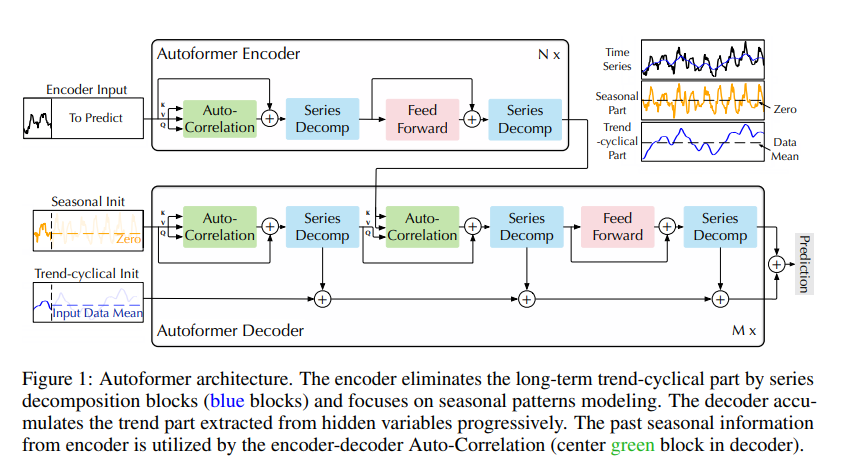 Autoformer Encoder
N x
Encoder Input
To Predict
K
V
Q
Auto-
Correlation
+
Series
Decomp
Feed
Forward
+
Series
Decomp
Time
Series
Seasonal
Part
Zero
Trend
-cyclical
Part
Data
Mean
Seasonal Init
Zero
K
V
Q
Auto-
Correlation
+
Series
Decomp
K
V
Q
Auto-
Correlation
+
Series
Decomp
Feed
Forward
+
Series
Decomp
Trend-cyclical Init
Input Data Mean
+
+
+
+
Prediction
Autoformer Decoder
M x
Figure 1: Autoformer architecture. The encoder eliminates the long-term trend-cyclical part by series
decomposition blocks (blue blocks) and focuses on seasonal patterns modeling. The decoder accu-
mulates the trend part extracted from hidden variables progressively. The past seasonal information
from encoder is utilized by the encoder-decoder Auto-Correlation (center green block in decoder).